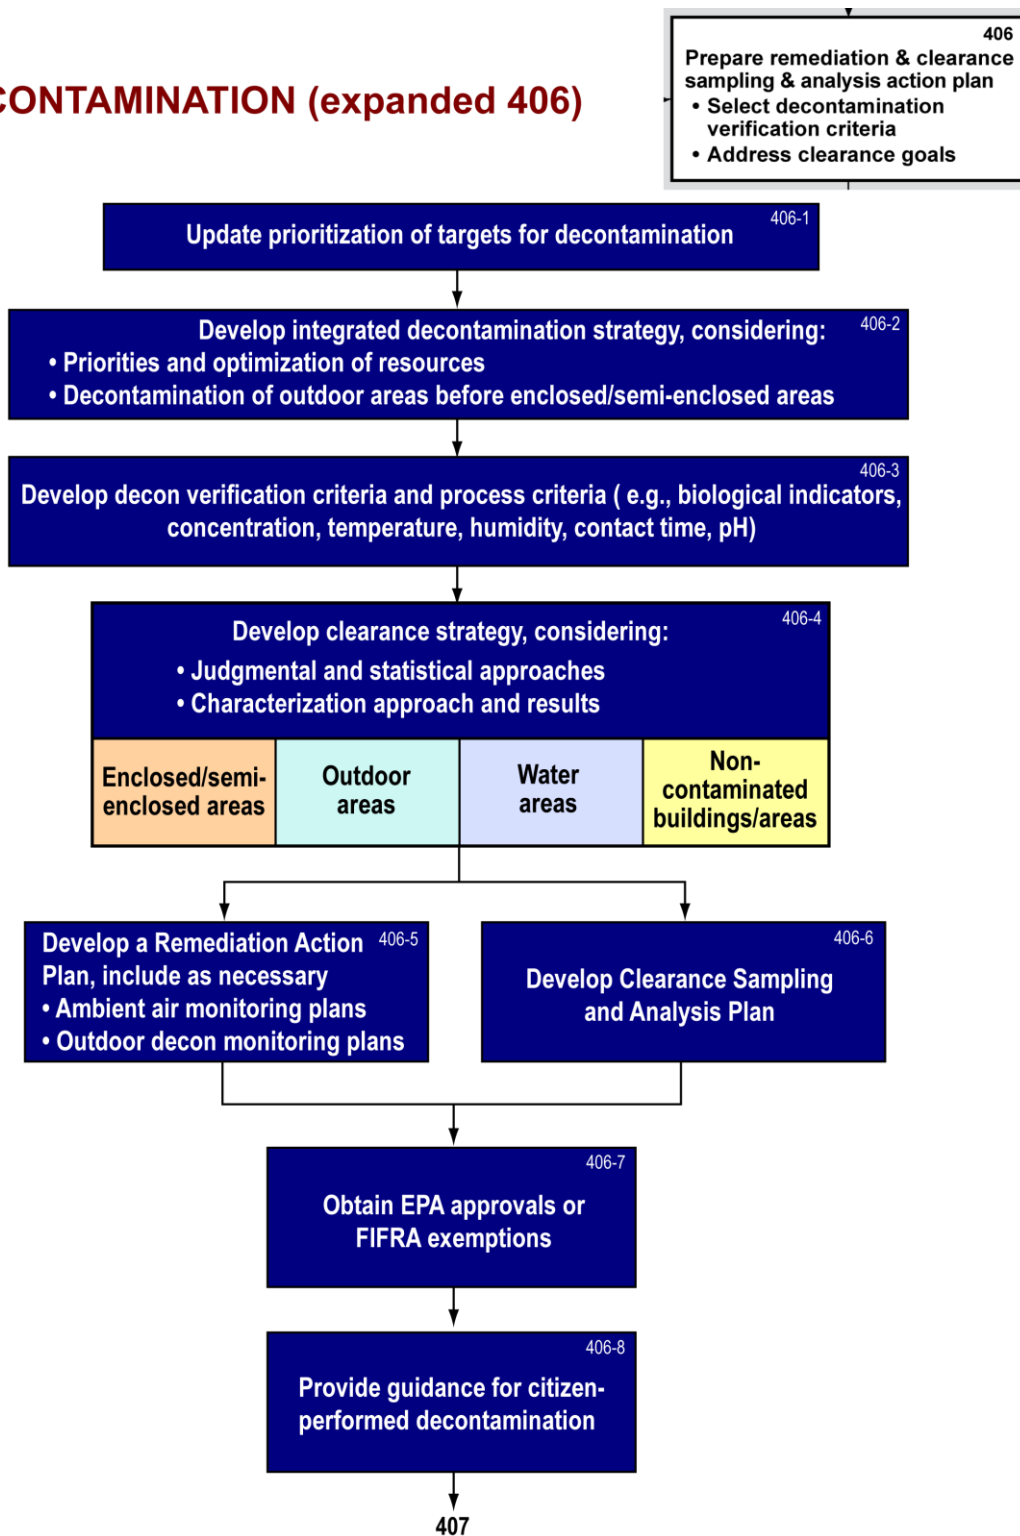 406
Prepare remediation & clearance
sampling & analysis action plan
• Select decontamination
verification criteria
• Address clearance goals
CONTAMINATION (expanded 406)
406-1
Update prioritization of targets for decontamination
406-2
Develop integrated decontamination strategy, considering:
• Priorities and optimization of resources
• Decontamination of outdoor areas before enclosed/semi-enclosed areas
406-3
Develop decon verification criteria and process criteria ( e.g., biological indicators,
concentration, temperature, humidity, contact time, pH)
406-4
Develop clearance strategy, considering:
• Judgmental and statistical approaches
• Characterization approach and results
Enclosed/semi-
enclosed areas
Outdoor
areas
Water
areas
Non-
contaminated
buildings/areas
406-5
Develop a Remediation Action
Plan, include as necessary
• Ambient air monitoring plans
• Outdoor decon monitoring plans
406-6
Develop Clearance Sampling
and Analysis Plan
406-7
Obtain EPA approvals or
FIFRA exemptions
406-8
Provide guidance for citizen-
performed decontamination
407